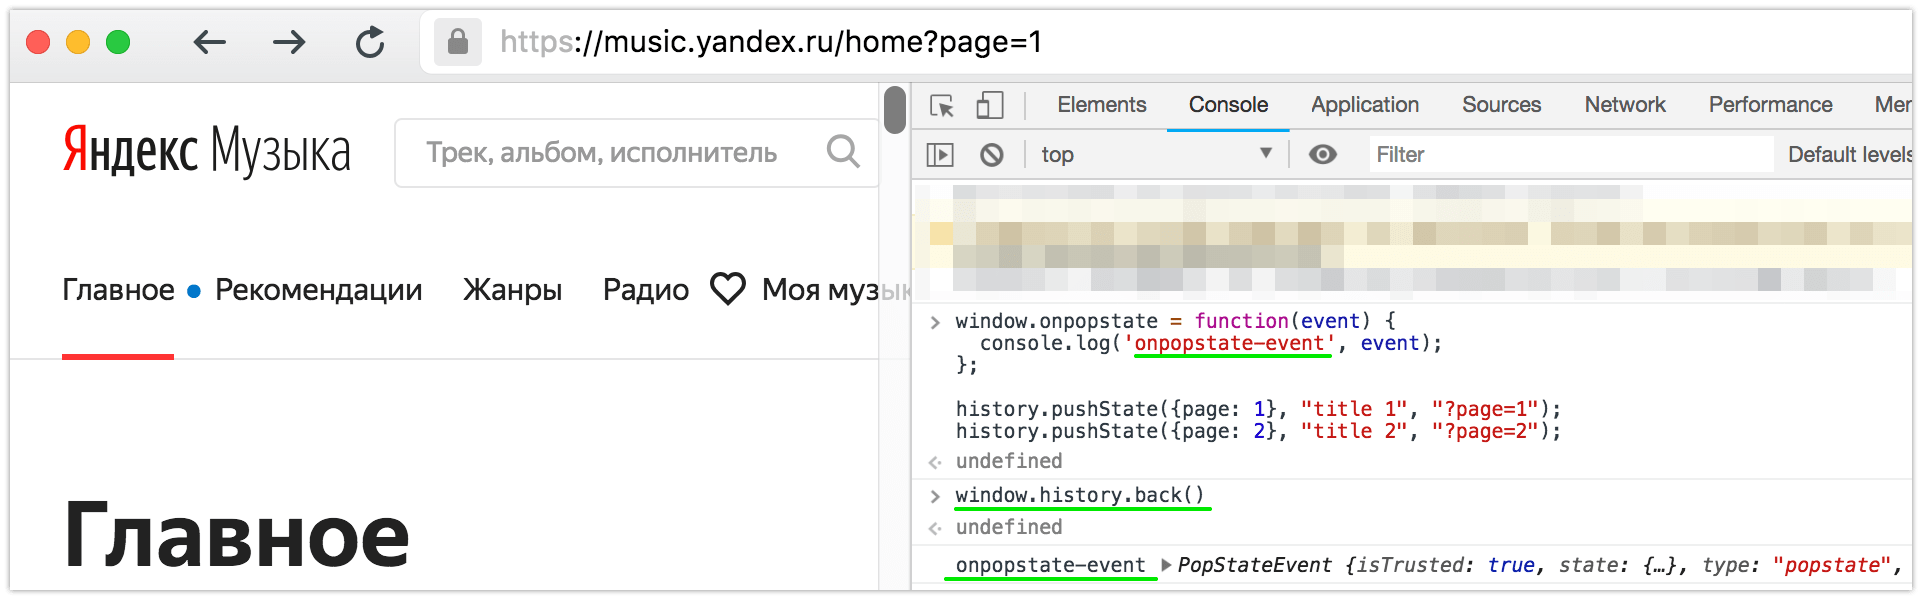 https://music.yandex.ru/home?page=1
Elements Console Application Sources Network Performance Mer
Яндекс Музыка
Трек, альбом, исполнитель
top ▼ Filter Default levels
Главное • Рекомендации Жанры Радио Моя музык
Главное
> window.onpopstate = function(event) {
console.log('onpopstate-event', event);
};
history.pushState({page: 1}, "title 1", "?page=1");
history.pushState({page: 2}, "title 2", "?page=2");
undefined
> window.history.back()
undefined
onpopstate-event ▶ PopStateEvent {isTrusted: true, state: {…}, type: "popstate",